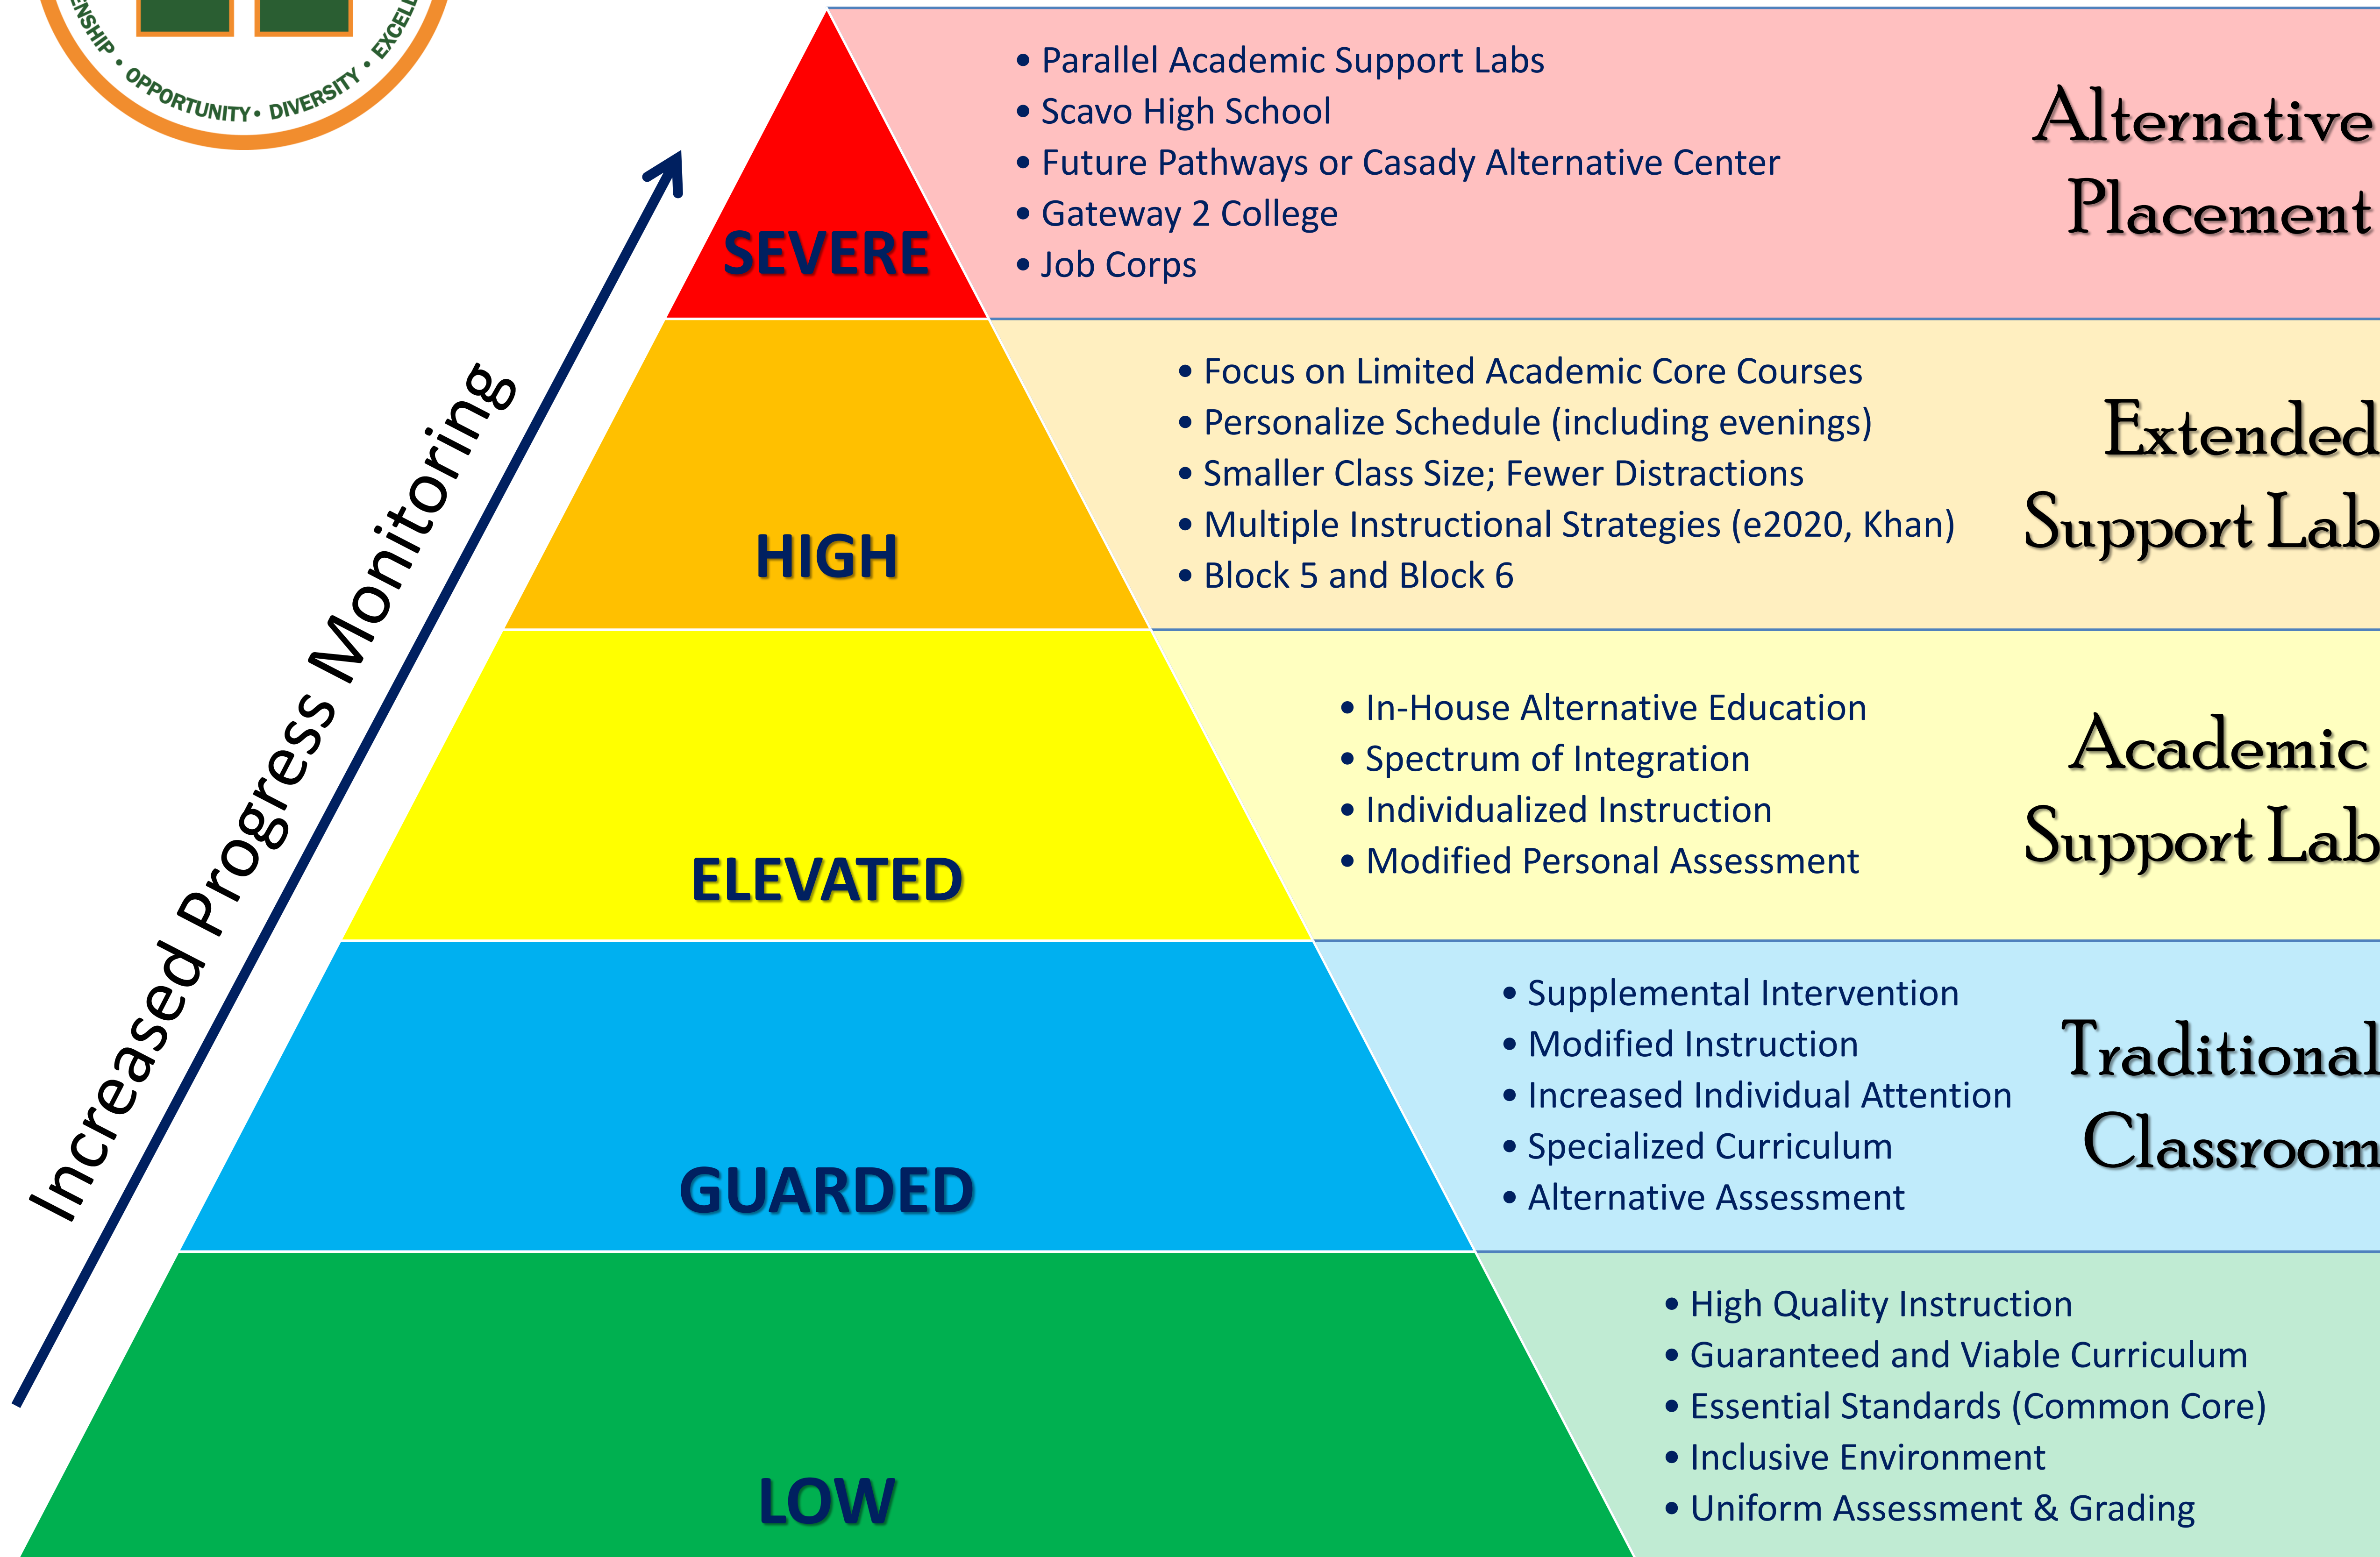 OPPORTUNITY • DIVERSITY •
Increased Progress Monitoring
SEVERE
• Parallel Academic Support Labs
• Scavo High School
• Future Pathways or Casady Alternative Center
• Gateway 2 College
• Job Corps
Alternative
Placement
HIGH
• Focus on Limited Academic Core Courses
• Personalize Schedule (including evenings)
• Smaller Class Size; Fewer Distractions
• Multiple Instructional Strategies (e2020, Khan)
• Block 5 and Block 6
Extended
Support Lab
ELEVATED
• In-House Alternative Education
• Spectrum of Integration
• Individualized Instruction
• Modified Personal Assessment
Academic
Support Lab
GUARDED
• Supplemental Intervention
• Modified Instruction
• Increased Individual Attention
• Specialized Curriculum
• Alternative Assessment
Traditional
Classroom
LOW
• High Quality Instruction
• Guaranteed and Viable Curriculum
• Essential Standards (Common Core)
• Inclusive Environment
• Uniform Assessment & Grading